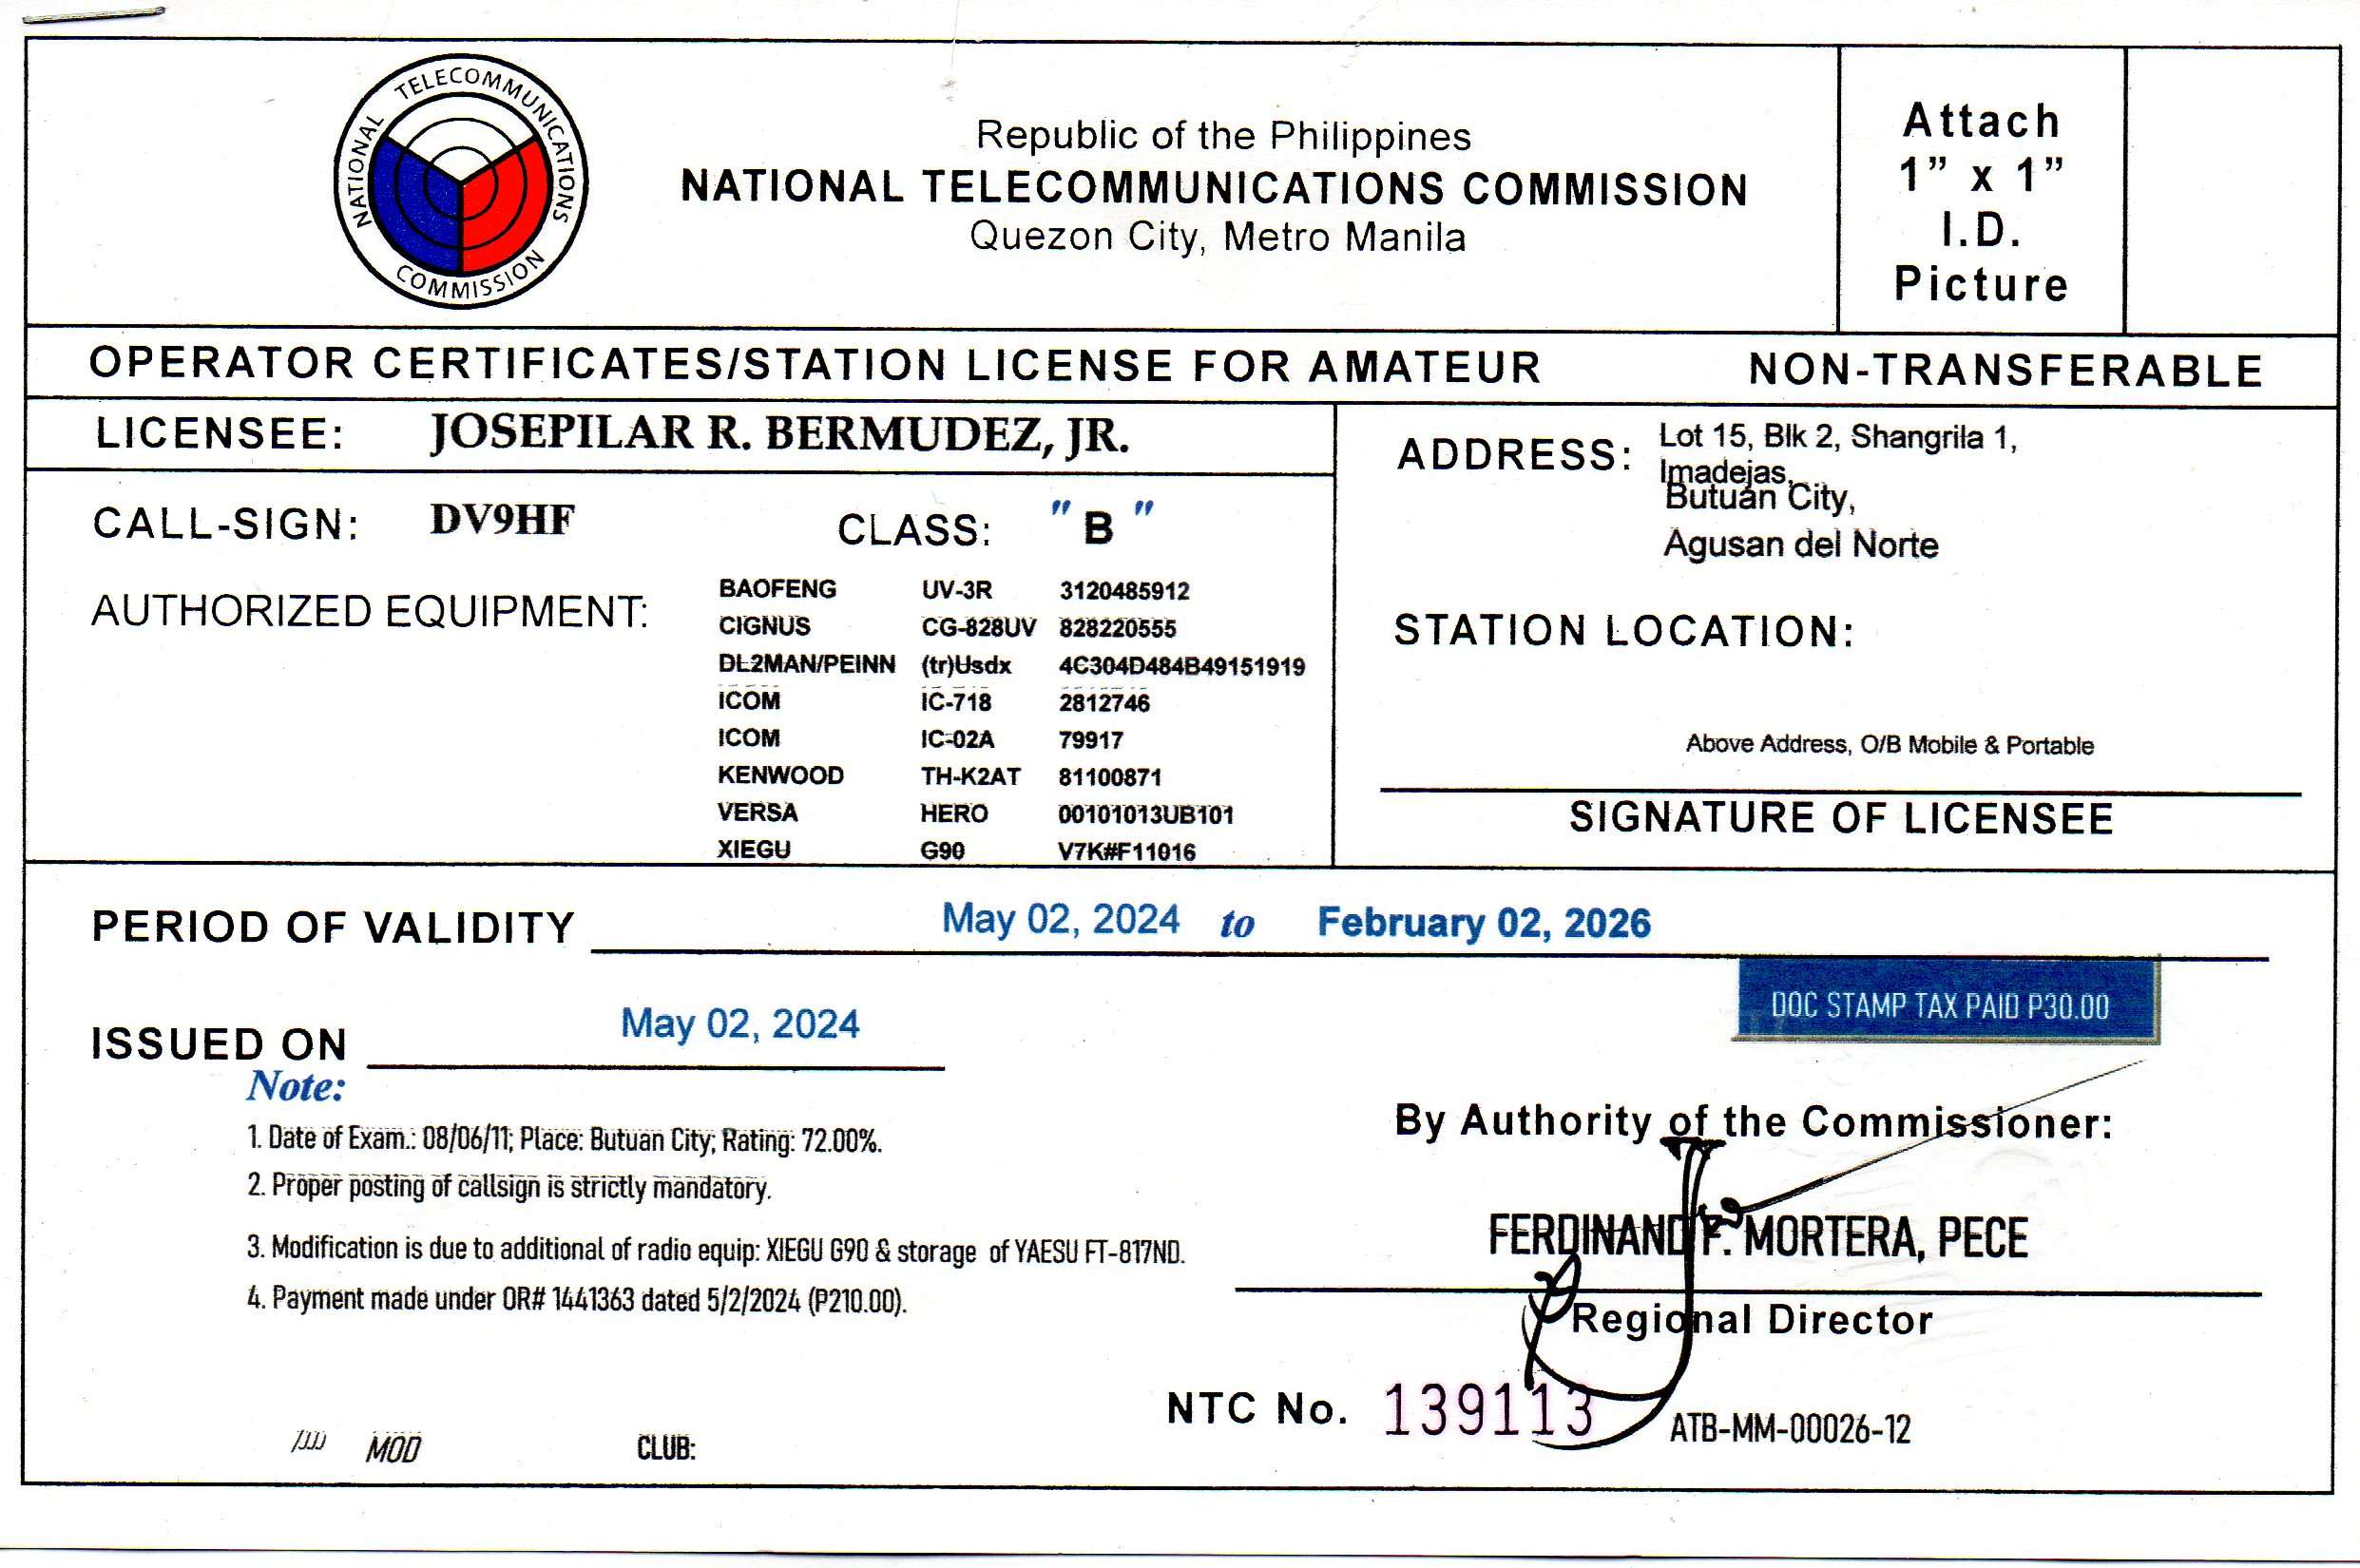 NATIONAL TELECOMMUNICATIONS COMMISSION
Republic of the Philippines
NATIONAL TELECOMMUNICATIONS COMMISSION
Quezon City, Metro Manila
Attach
1” x 1”
I.D.
Picture
OPERATOR CERTIFICATES/STATION LICENSE FOR AMATEUR NON-TRANSFERABLE
LICENSEE: JOSEPILAR R. BERMUDEZ, JR.
CALL-SIGN: DV9HF CLASS: " B "
AUTHORIZED EQUIPMENT:
BAOFENG UV-3R 3120485912
CIGNUS CG-828UV 828220555
DL2MAN/PEINN (tr)Usdx 4C304D484B49151919
ICOM IC-718 2812746
ICOM IC-02A 79917
KENWOOD TH-K2AT 81100871
VERSA HERO 00101013UB101
XIEGU G90 V7K#F11016
ADDRESS: Lot 15, Blk 2, Shangrila 1,
Imadejas,
Butuan City,
Agusan del Norte
STATION LOCATION:
Above Address, O/B Mobile & Portable
SIGNATURE OF LICENSEE
PERIOD OF VALIDITY May 02, 2024 to February 02, 2026
DOC STAMP TAX PAID P30.00
ISSUED ON May 02, 2024
Note:
1. Date of Exam.: 08/06/11; Place: Butuan City; Rating: 72.00%.
2. Proper posting of callsign is strictly mandatory.
3. Modification is due to additional of radio equip: XIEGU G90 & storage of YAESU FT-817ND.
4. Payment made under OR# 1441363 dated 5/2/2024 (P210.00).
By Authority of the Commissioner:
FERDINAND F. MORTERA, PECE
Regional Director
NTC No. 139113 ATB-MM-00026-12
MOD CLUB: